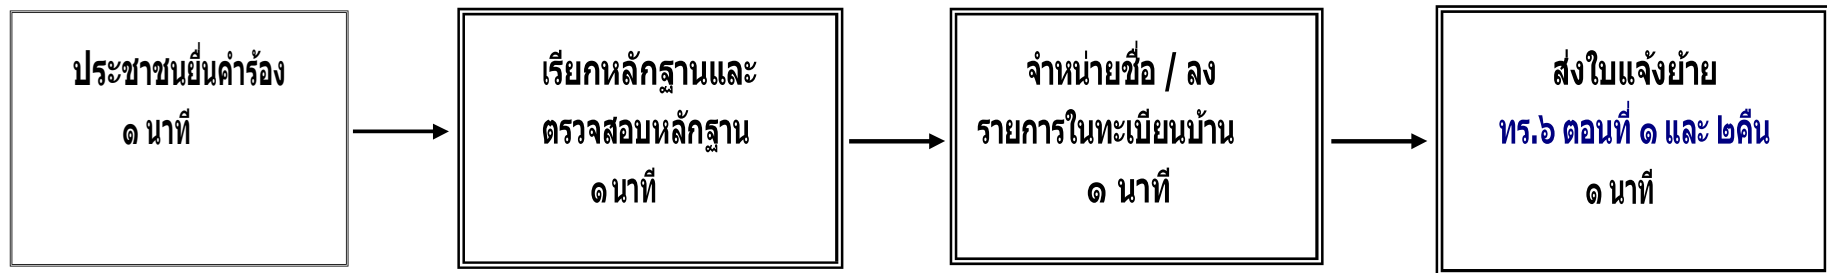 ประชาชนยื่นคำร้อง
๑ นาที
เรียกหลักฐานและ
ตรวจสอบหลักฐาน
๑ นาที
จำหน่ายชื่อ / ลง
รายการในทะเบียนบ้าน
๑ นาที
ส่งใบแจ้งย้าย
ทร.๖ ตอนที่ ๑ และ ๒คืน
๑ นาที